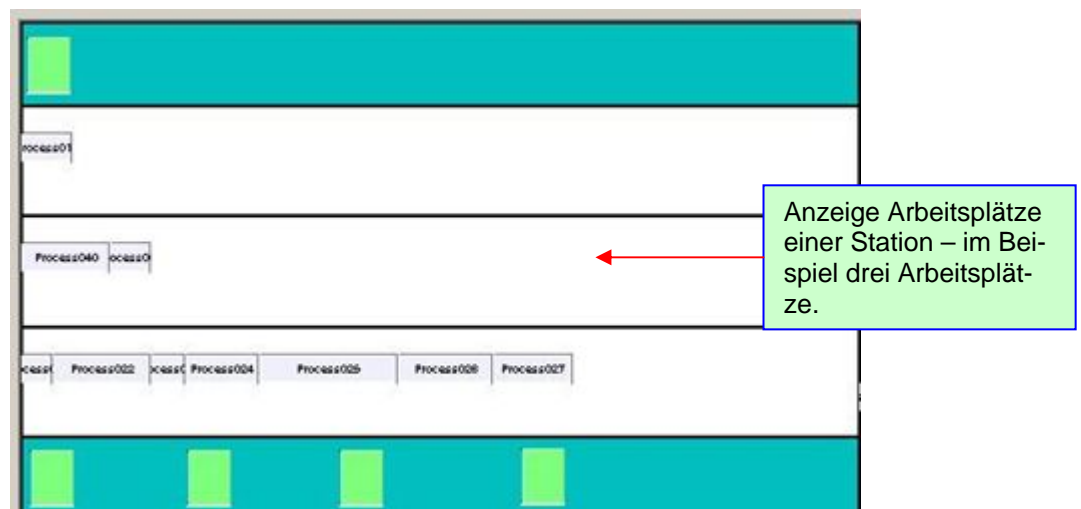 rocess01
Anzeige Arbeitsplätze
einer Station – im Bei-
spiel drei Arbeitsplät-
ze.
Process040 ocess0
cess Process022 ocess Process024 Process025 Process026 Process027